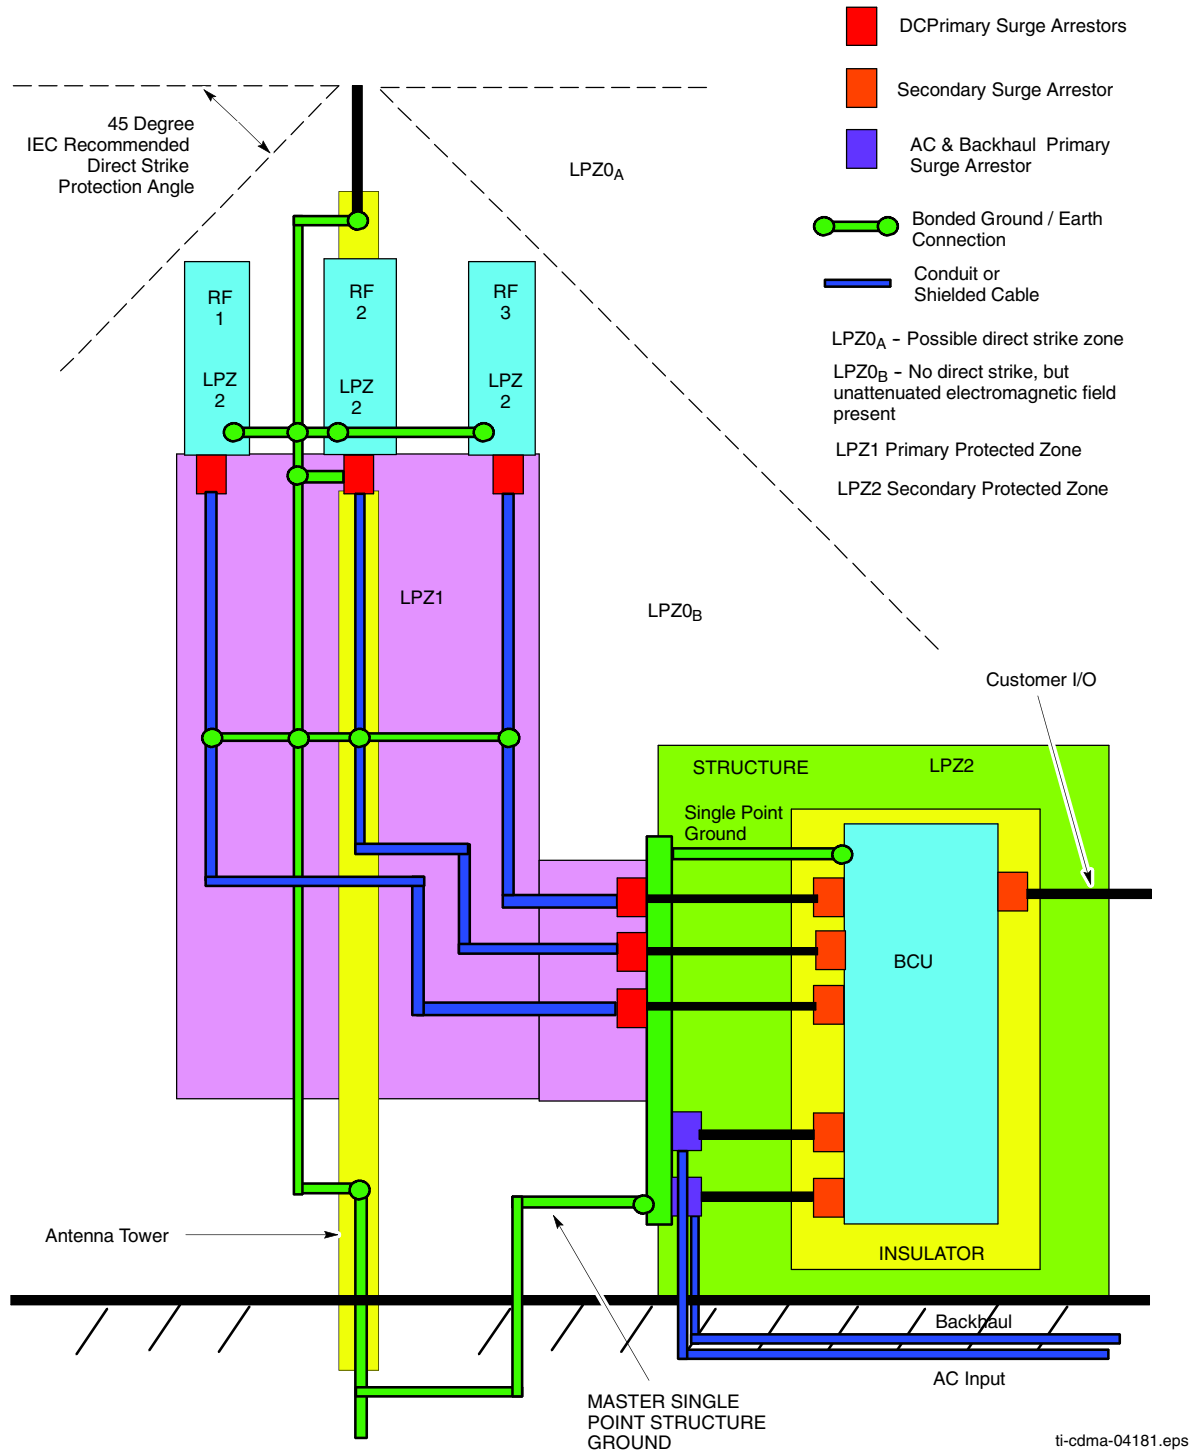 DCPrimary Surge Arrestors
Secondary Surge Arrestor
AC & Backhaul Primary
Surge Arrestor
Bonded Ground / Earth
Connection
Conduit or
Shielded Cable
LPZ0A - Possible direct strike zone
LPZ0B - No direct strike, but
unattenuated electromagnetic field
present
LPZ1 Primary Protected Zone
LPZ2 Secondary Protected Zone
45 Degree
IEC Recommended
Direct Strike
Protection Angle
LPZ0A
RF
1
LPZ
2
RF
2
LPZ
2
RF
3
LPZ
2
LPZ1
LPZ0B
Customer I/O
STRUCTURE
LPZ2
Single Point
Ground
BCU
INSULATOR
Antenna Tower
Backhaul
AC Input
MASTER SINGLE
POINT STRUCTURE
GROUND
ti-cdma-04181.eps